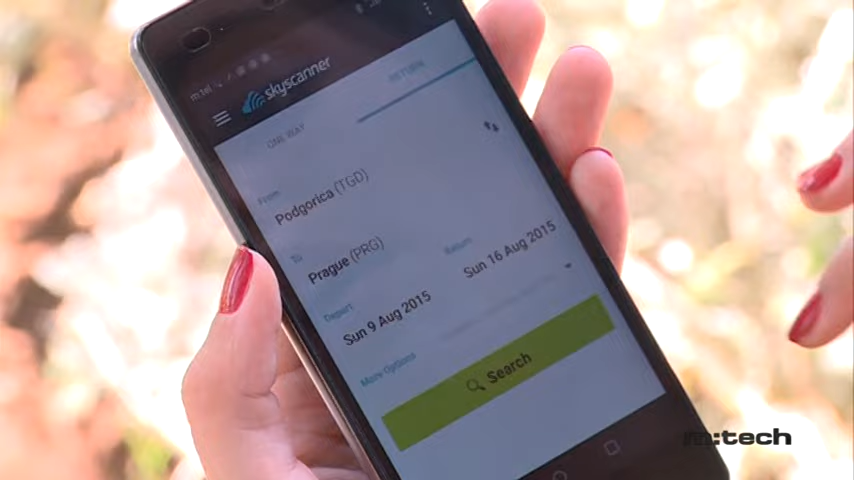 m:tel
skyscanner
ONE WAY
RETURN
From
Podgorica (TGD)
To
Prague (PRG)
Depart
Return
Sun 9 Aug 2015
Sun 16 Aug 2015
More Options
Search
m:tech